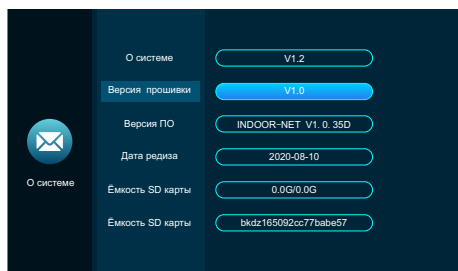 О системе V1.2
Версия прошивки V1.0
Версия ПО INDOOR-NET V1. 0. 35D
Дата редиза 2020-08-10
О системе
Ёмкость SD карты 0.0G/0.0G
Ёмкость SD карты bkdz165092cc77babe57